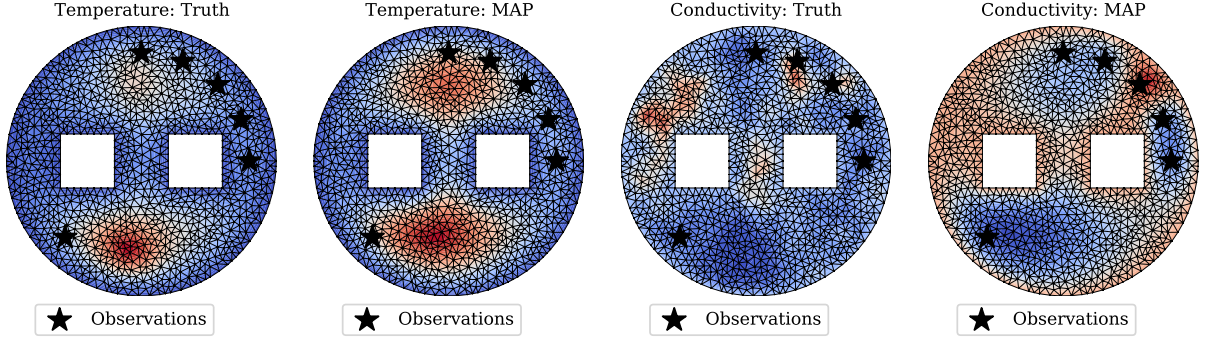 Temperature: Truth
Temperature: MAP
Conductivity: Truth
Conductivity: MAP
Observations
Observations
Observations
Observations